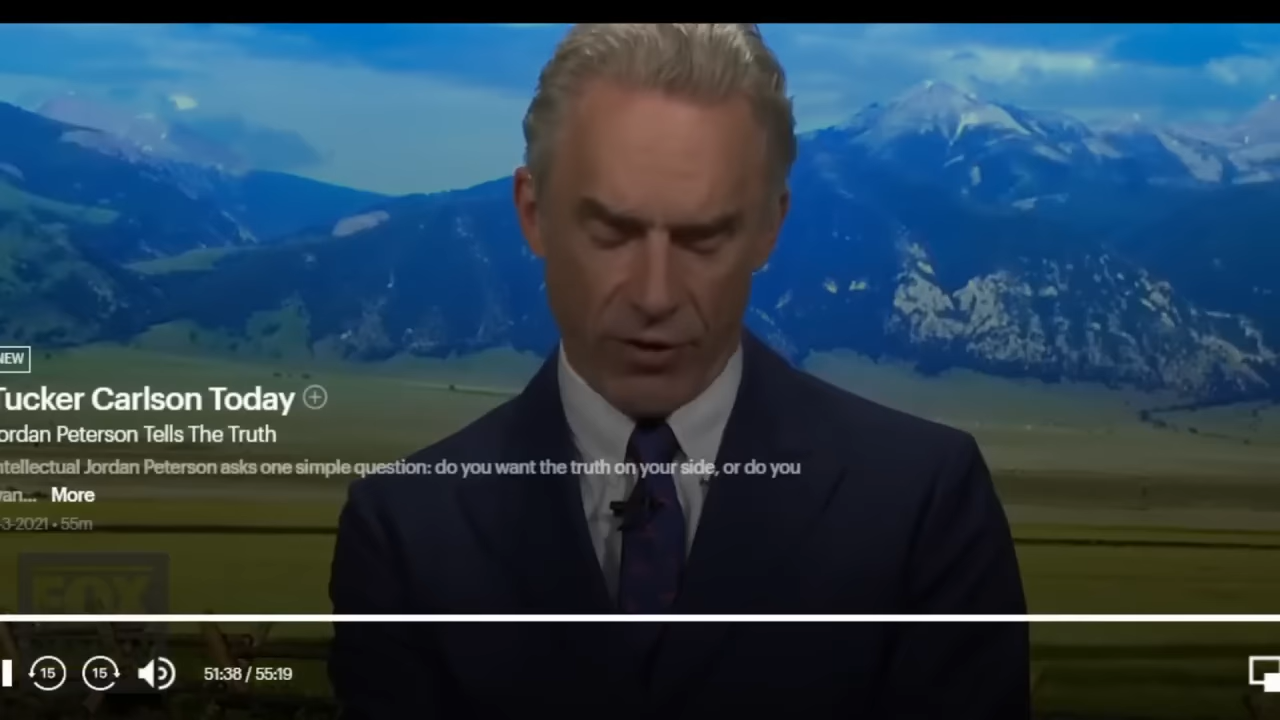 NEW
Tucker Carlson Today
ordan Peterson Tells The Truth
ntellectual Jordan Peterson asks one simple question: do you want the truth on your side, or do you
van... More
-3-2021 • 55m
FOX
15 15 51:38 / 55:19